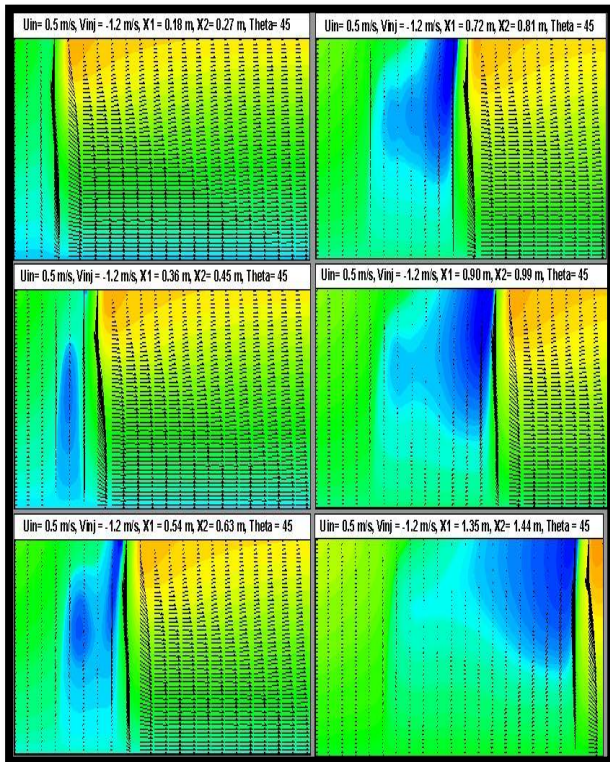 Uin= 0.5 m/s, Vinj = -1.2 m/s, X1 = 0.18 m, X2= 0.27 m, Theta= 45
Uin= 0.5 m/s, Vinj = -1.2 m/s, X1 = 0.72 m, X2= 0.81 m, Theta = 45
Uin= 0.5 m/s, Vinj = -1.2 m/s, X1 = 0.36 m, X2= 0.45 m, Theta = 45
Uin= 0.5 m/s, Vinj = -1.2 m/s, X1 = 0.90 m, X2= 0.99 m, Theta = 45
Uin= 0.5 m/s, Vinj = -1.2 m/s, X1 = 0.54 m, X2= 0.63 m, Theta = 45
Uin= 0.5 m/s, Vinj = -1.2 m/s, X1 = 1.35 m, X2= 1.44 m, Theta = 45